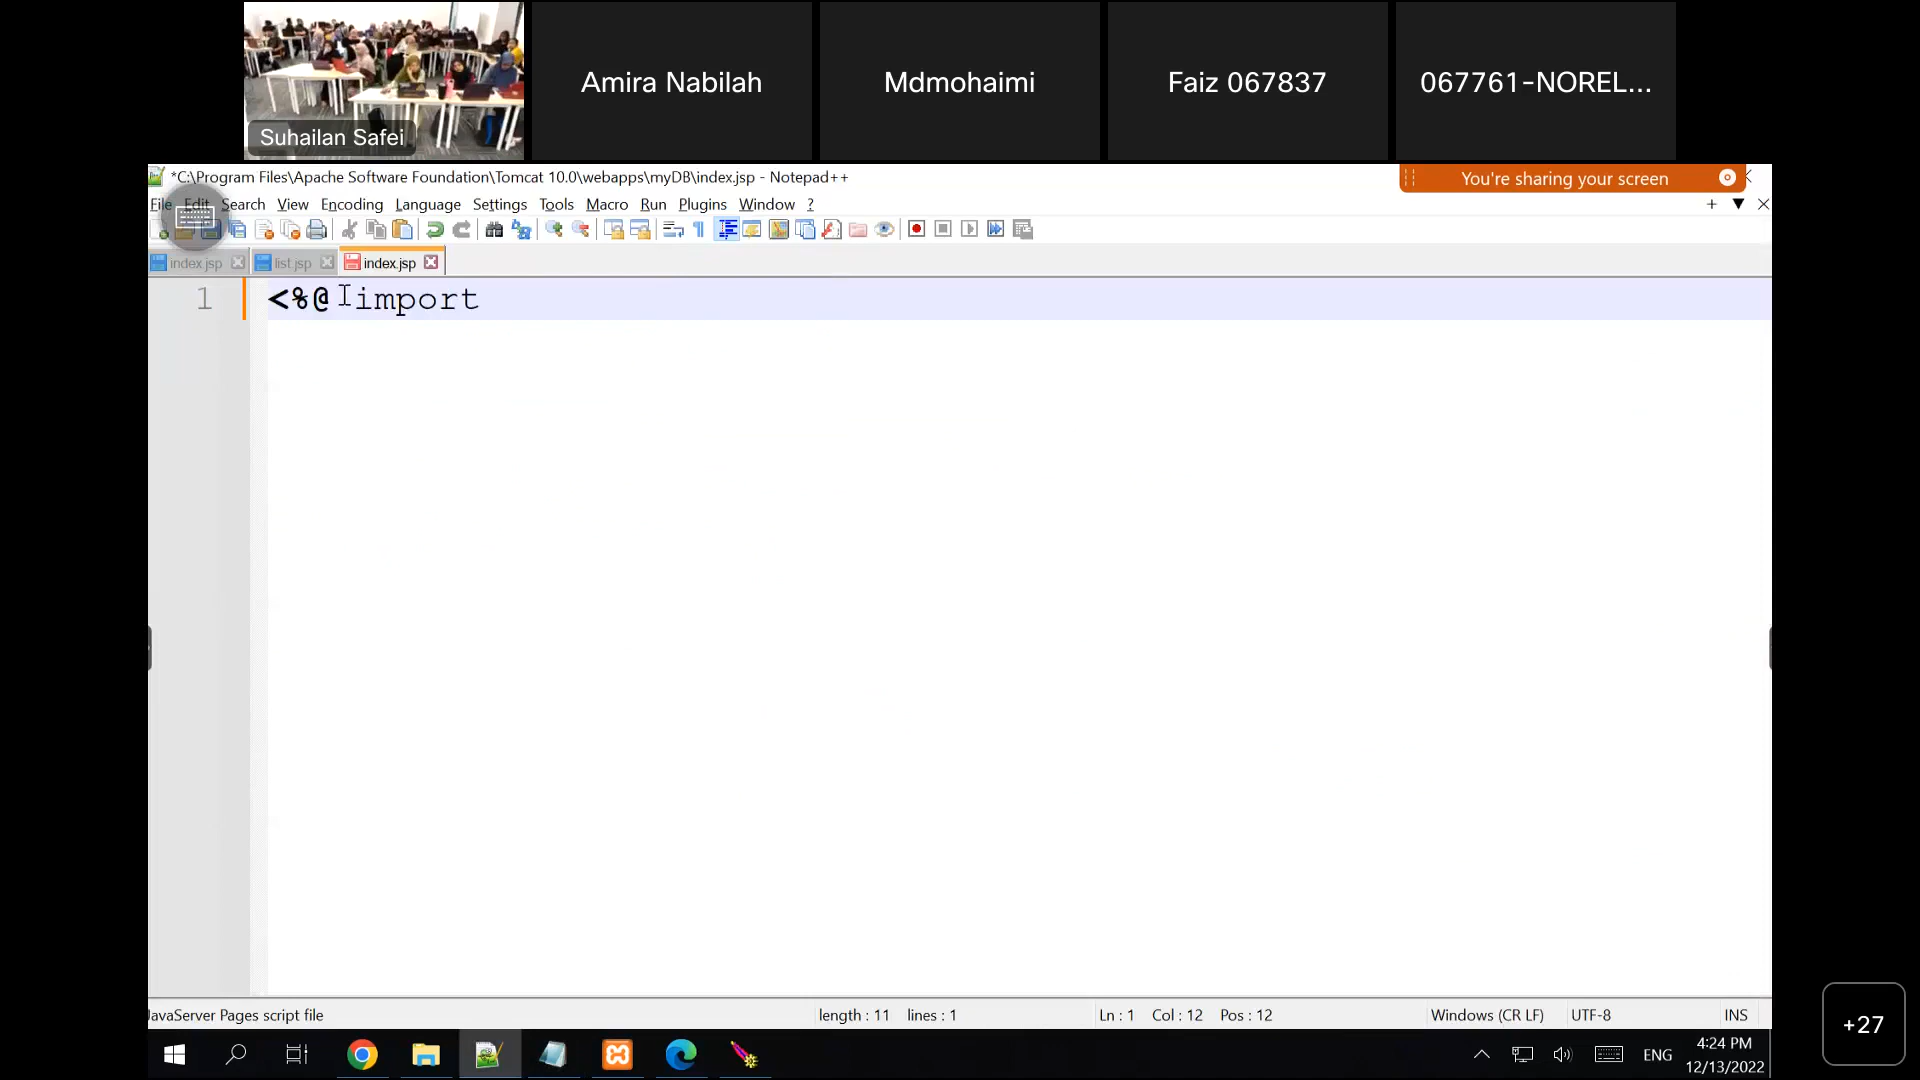 Suhailan Safei
Amira Nabilah
Mdmohaimi
Faiz 067837
067761-NOREL...
*C:\Program Files\Apache Software Foundation\Tomcat 10.0\webapps\myDB\index.jsp - Notepad++
You're sharing your screen
File Edit Search View Encoding Language Settings Tools Macro Run Plugins Window ?
index.jsp list.jsp index.jsp
1 <%@ import
JavaServer Pages script file length : 11 lines : 1 Ln : 1 Col : 12 Pos : 12 Windows (CR LF) UTF-8 INS
+27
ENG
4:24 PM
12/13/2022